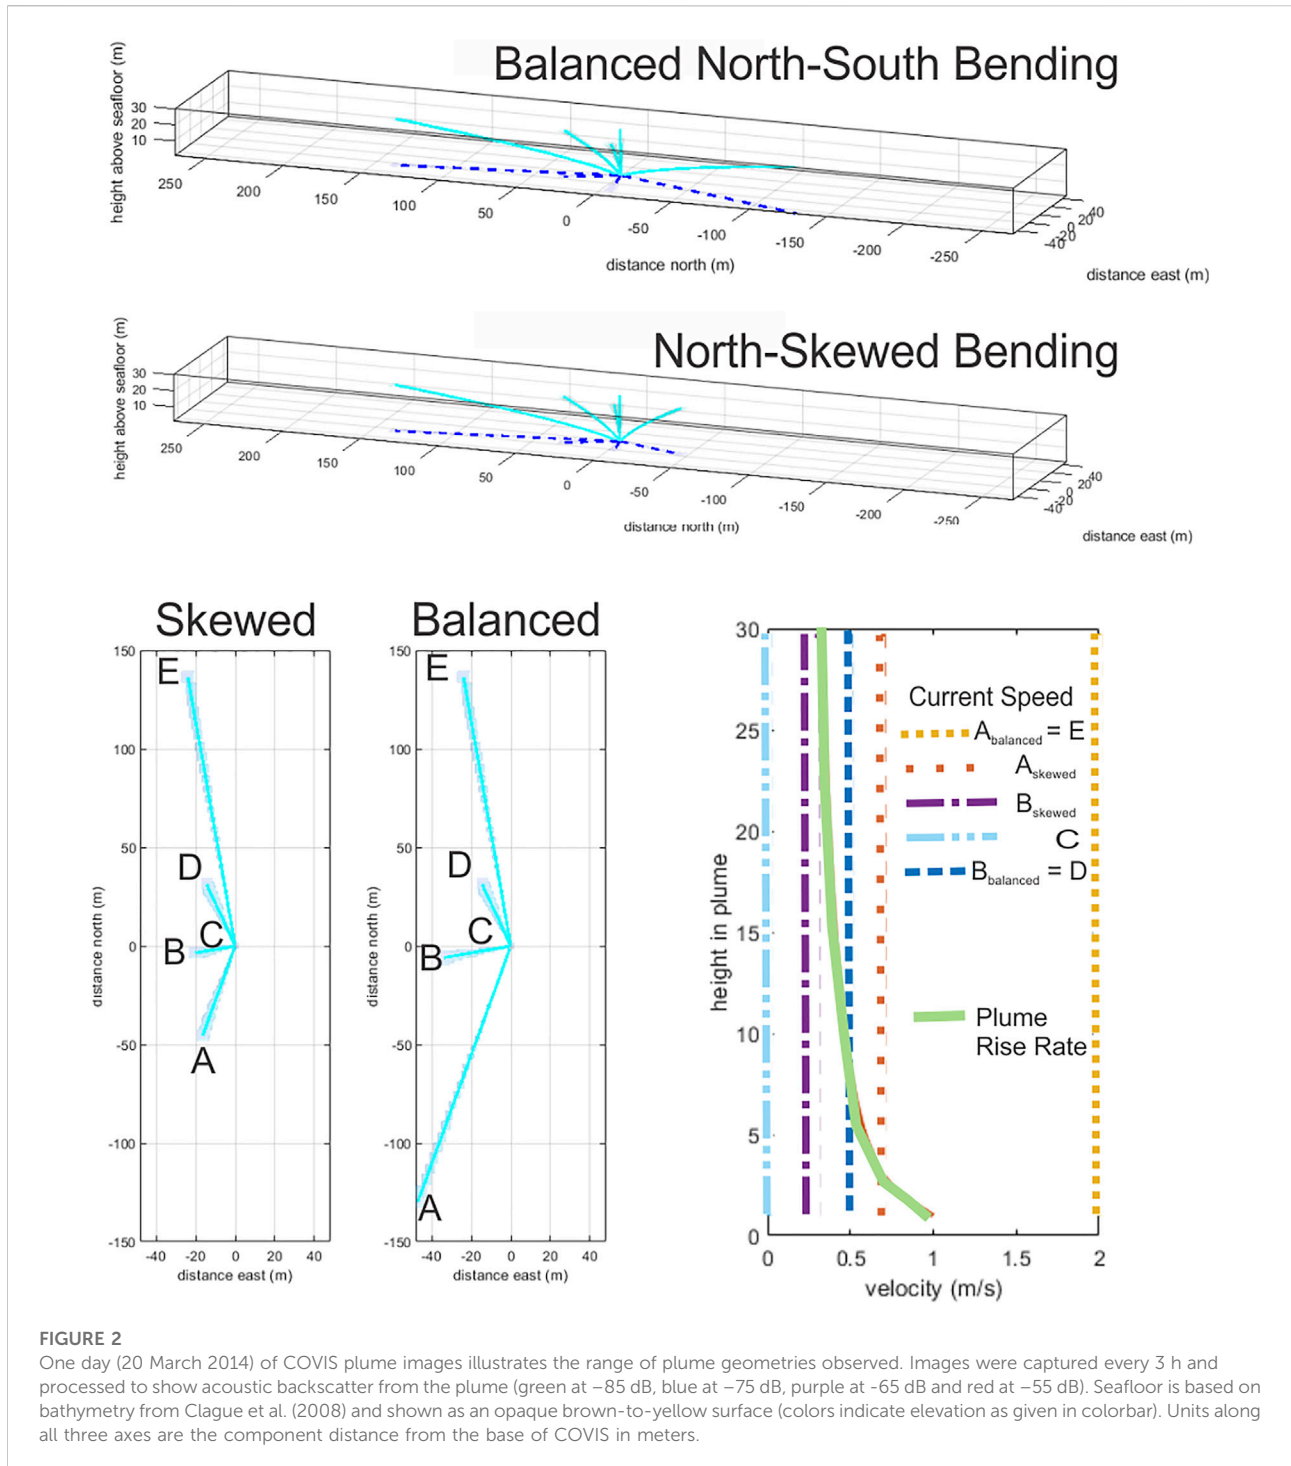 Balanced North-South Bending
height above seafloor (m)
30
20
10
250
200
150
100
50
0
-50
-100
-150
-200
-250
40
20
0
-20
-40
distance north (m)
distance east (m)
North-Skewed Bending
height above seafloor (m)
30
20
10
250
200
150
100
50
0
-50
-100
-150
-200
-250
40
20
0
-20
-40
distance north (m)
distance east (m)
Skewed
150
100
50
0
-50
-100
-150
distance north (m)
E
D
C
B
A
-40
-20
0
20
40
distance east (m)
Balanced
150
100
50
0
-50
-100
-150
distance north (m)
E
D
C
B
A
-40
-20
0
20
40
distance east (m)
30
25
20
15
10
5
0
height in plume
Current Speed
Abalanced = E
Askewed
Bskewed
C
Bbalanced = D
Plume
Rise Rate
0
0.5
1
1.5
2
velocity (m/s)
FIGURE 2
One day (20 March 2014) of COVIS plume images illustrates the range of plume geometries observed. Images were captured every 3 h and
processed to show acoustic backscatter from the plume (green at –85 dB, blue at –75 dB, purple at -65 dB and red at –55 dB). Seafloor is based on
bathymetry from Clague et al. (2008) and shown as an opaque brown-to-yellow surface (colors indicate elevation as given in colorbar). Units along
all three axes are the component distance from the base of COVIS in meters.